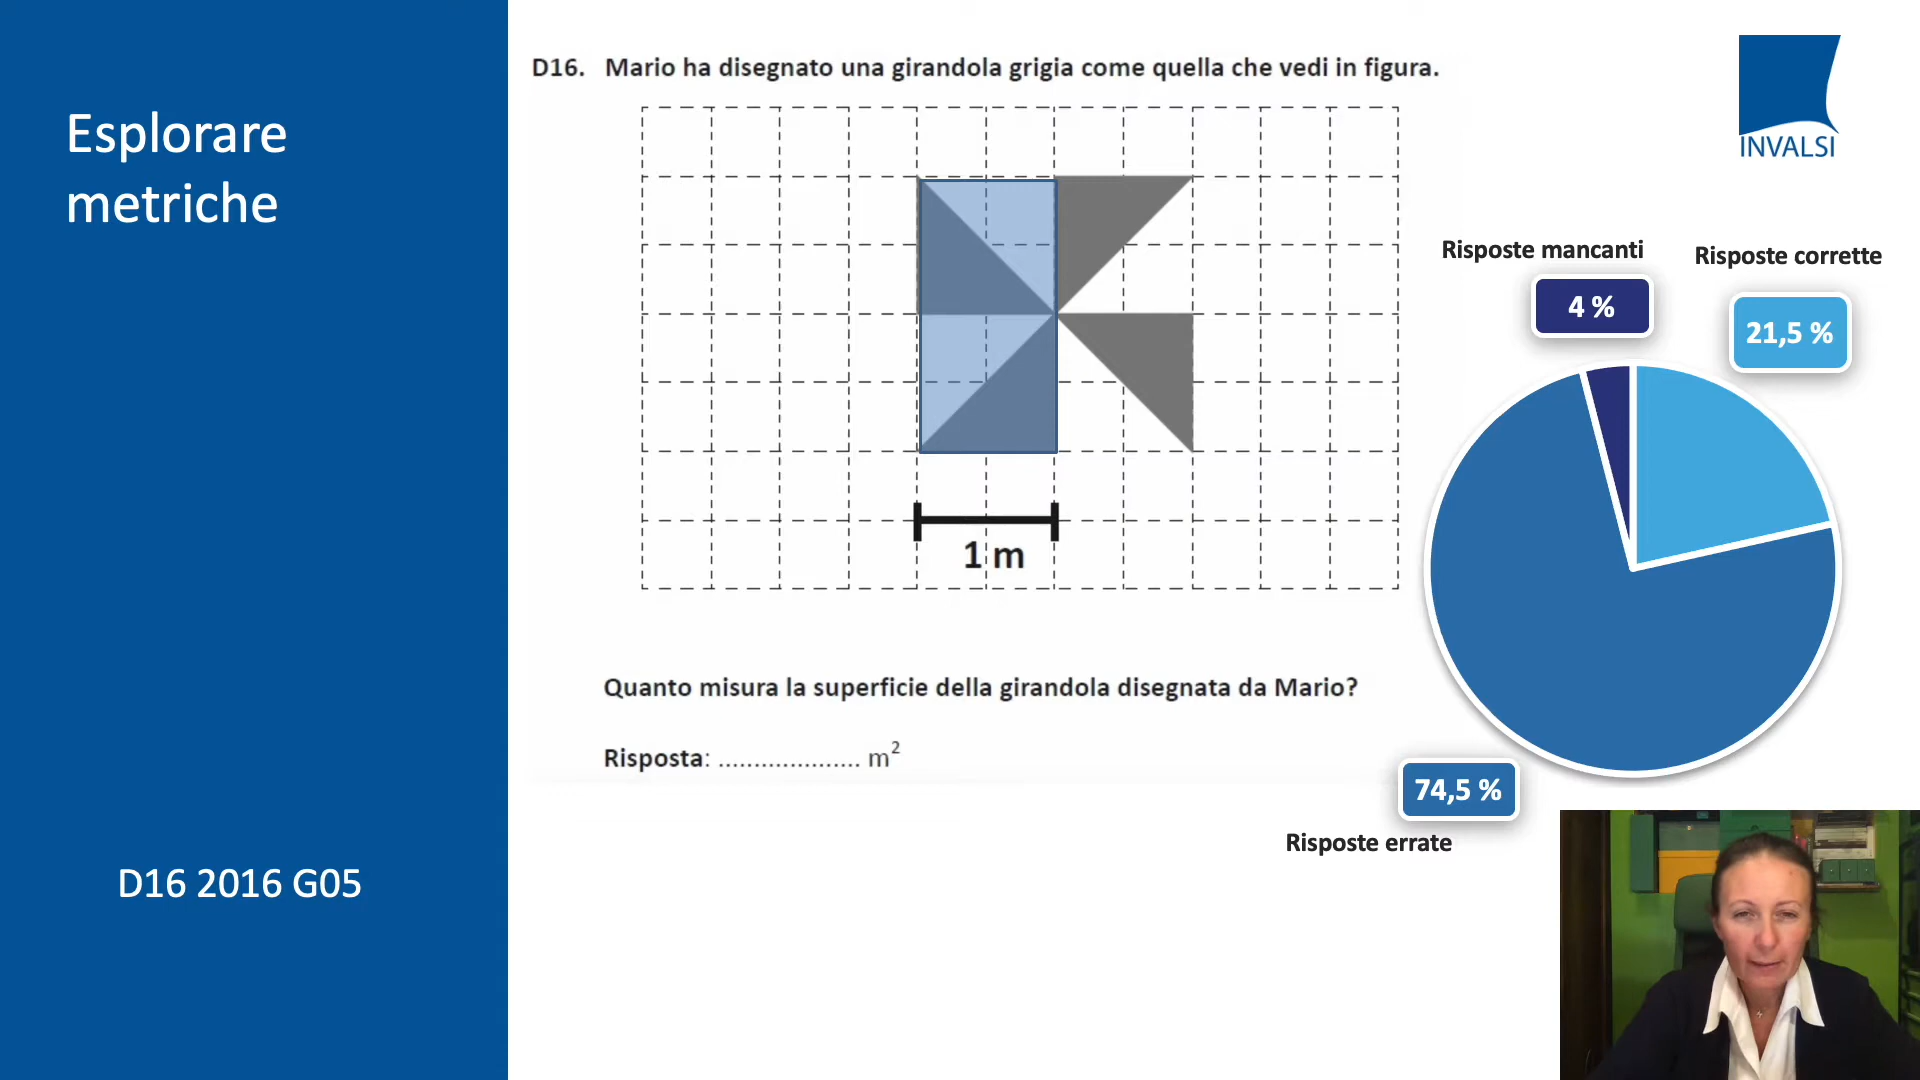 Esplorare
metriche
D16 2016 G05
D16. Mario ha disegnato una girandola grigia come quella che vedi in figura.
1 m
Quanto misura la superficie della girandola disegnata da Mario?
Risposta: .................... m²
INVALSI
Risposte mancanti
4 %
Risposte corrette
21,5 %
74,5 %
Risposte errate